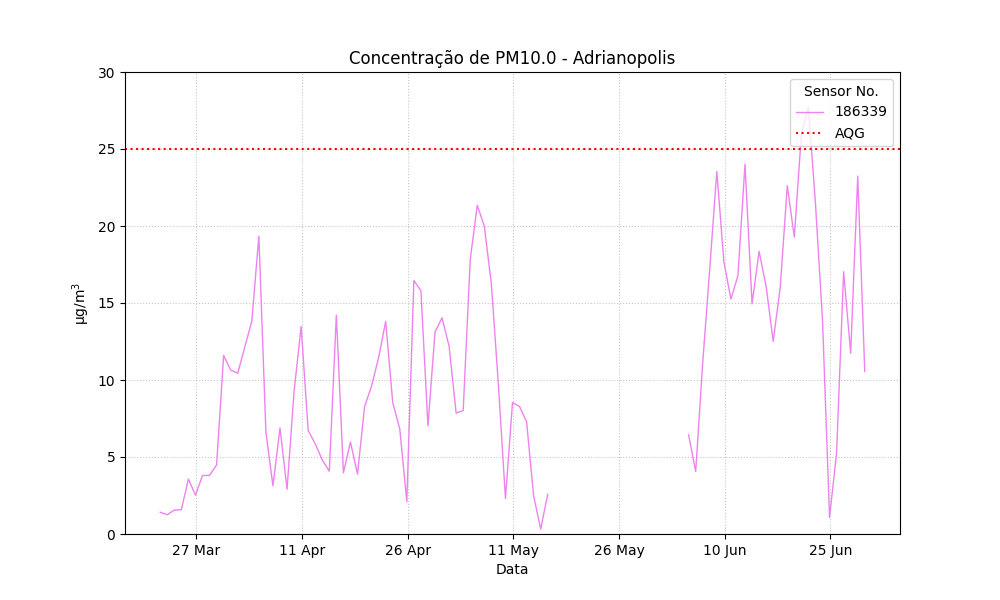 Concentração de PM10.0 - Adrianopolis
30
25
20
15
10
5
0
µg/m³
Sensor No.
186339
AQG
27 Mar 11 Apr 26 Apr 11 May 26 May 10 Jun 25 Jun
Data